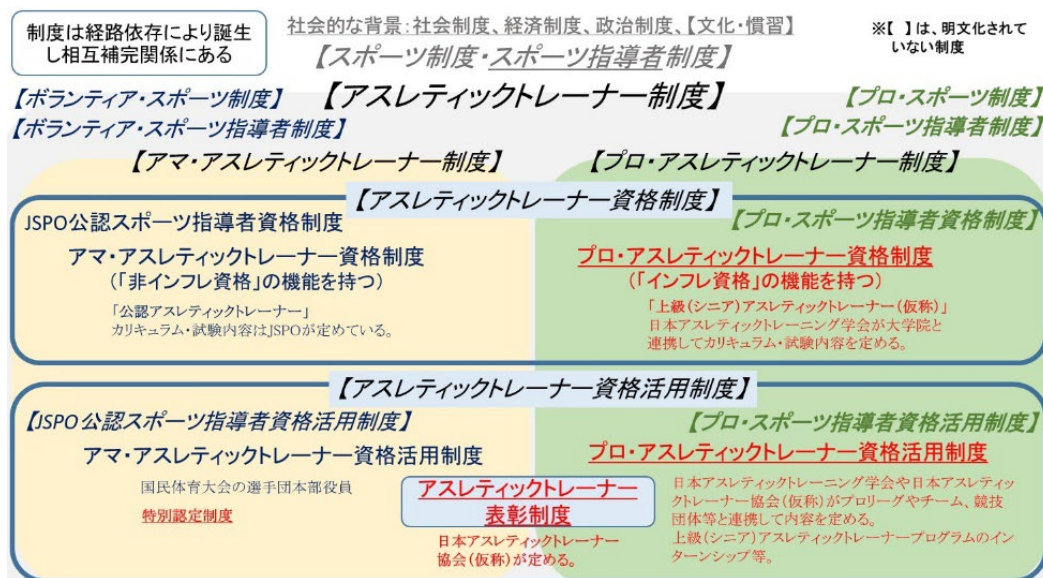 制度は経路依存により誕生
し相互補完関係にある
社会的な背景：社会制度、経済制度、政治制度、【文化・慣習】
【スポーツ制度・スポーツ指導者制度】
※【 】は、明文化されて
いない制度
【ボランティア・スポーツ制度】
【ボランティア・スポーツ指導者制度】
【アスレティックトレーナー制度】
【プロ・スポーツ制度】
【プロ・スポーツ指導者制度】
【アマ・アスレティックトレーナー制度】
【プロ・アスレティックトレーナー制度】
【アスレティックトレーナー資格制度】
JSPO公認スポーツ指導者資格制度
アマ・アスレティックトレーナー資格制度
（「非インフレ資格」の機能を持つ）
「公認アスレティックトレーナー」
カリキュラム・試験内容はJSPOが定めている。
【プロ・スポーツ指導者資格制度】
プロ・アスレティックトレーナー資格制度
（「インフレ資格」の機能を持つ）
「上級（シニア）アスレティックトレーナー（仮称）」
日本アスレティックトレーニング学会が大学院と
連携してカリキュラム・試験内容を定める。
【アスレティックトレーナー資格活用制度】
【JSPO公認スポーツ指導者資格活用制度】
アマ・アスレティックトレーナー資格活用制度
国民体育大会の選手団本部役員
特別認定制度
アスレティックトレーナー
表彰制度
日本アスレティックトレーナー
協会（仮称）が定める。
【プロ・スポーツ指導者資格活用制度】
プロ・アスレティックトレーナー資格活用制度
日本アスレティックトレーニング学会や日本アスレティッ
クトレーナー協会（仮称）がプロリーグやチーム、競技
団体等と連携して内容を定める。
上級（シニア）アスレティックトレーナープログラムのイン
ターンシップ等。